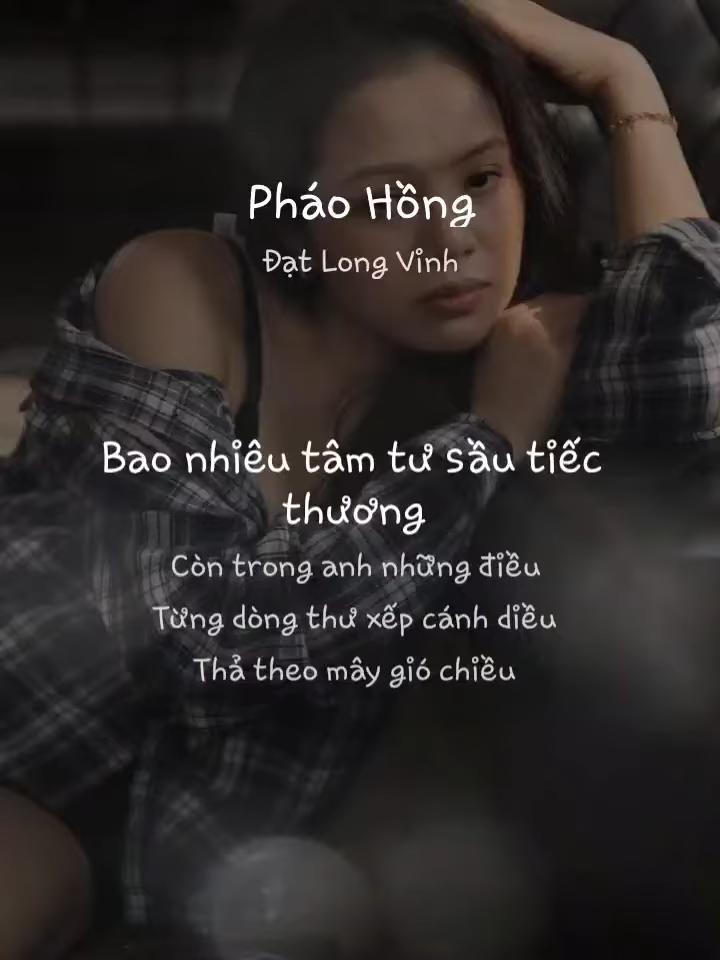 Pháo Hồng
Đạt Long Vinh
Bao nhiêu tâm tư sầu tiếc
thương
Còn trong anh những điều
Từng dòng thư xếp cánh diều
Thả theo mây gió chiều